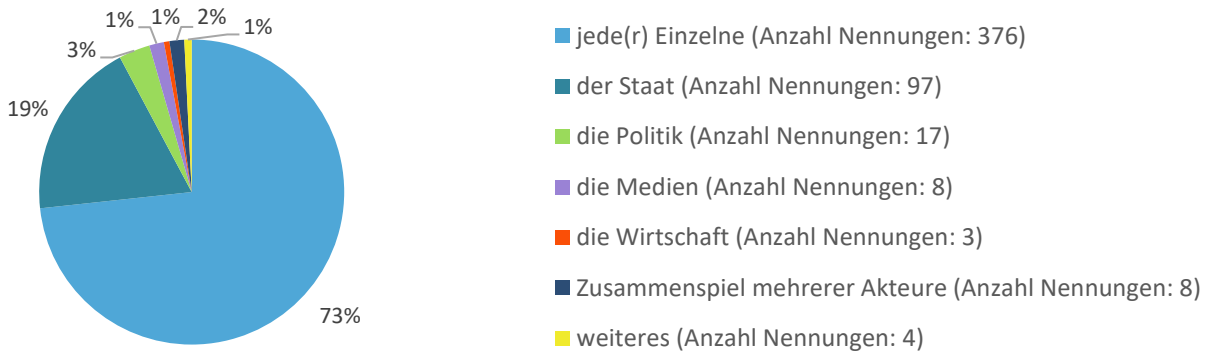 1% 1% 2% 1%
3%
19%
73%
jede(r) Einzelne (Anzahl Nennungen: 376)
der Staat (Anzahl Nennungen: 97)
die Politik (Anzahl Nennungen: 17)
die Medien (Anzahl Nennungen: 8)
die Wirtschaft (Anzahl Nennungen: 3)
Zusammenspiel mehrerer Akteure (Anzahl Nennungen: 8)
weiteres (Anzahl Nennungen: 4)